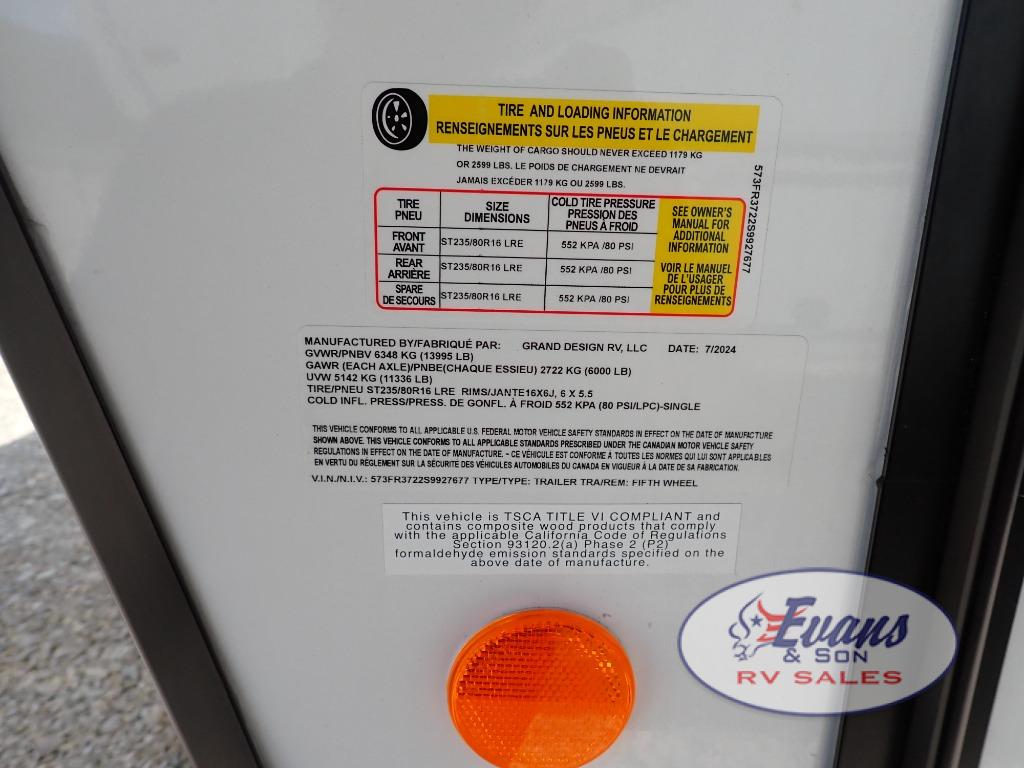 TIRE AND LOADING INFORMATION
RENSEIGNEMENTS SUR LES PNEUS ET LE CHARGEMENT
THE WEIGHT OF CARGO SHOULD NEVER EXCEED 1179 KG
OR 2599 LBS. LE POIDS DE CHARGEMENT NE DEVRAIT
JAMAIS EXCÉDER 1179 KG OU 2599 LBS.
TIRE
PNEU
SIZE
DIMENSIONS
COLD TIRE PRESSURE
PRESSION DES
PNEUS À FROID
FRONT
AVANT
ST235/80R16 LRE
552 KPA /80 PSI
REAR
ARRIÈRE
ST235/80R16 LRE
552 KPA /80 PSI
SPARE
DE SECOURS
ST235/80R16 LRE
552 KPA /80 PSI
SEE OWNER'S
MANUAL FOR
ADDITIONAL
INFORMATION
VOIR LE MANUEL
DE L'USAGER
POUR PLUS DE
RENSEIGNEMENTS
573FR3722S9927677
MANUFACTURED BY/FABRIQUÉ PAR: GRAND DESIGN RV, LLC DATE: 7/2024
GVWR/PNBV 6348 KG (13995 LB)
GAWR (EACH AXLE)/PNBE(CHAQUE ESSIEU) 2722 KG (6000 LB)
UVW 5142 KG (11336 LB)
TIRE/PNEU ST235/80R16 LRE RIMS/JANTE16X6J, 6 X 5.5
COLD INFL. PRESS/PRESS. DE GONFL. À FROID 552 KPA (80 PSI/LPC)-SINGLE
THIS VEHICLE CONFORMS TO ALL APPLICABLE U.S. FEDERAL MOTOR VEHICLE SAFETY STANDARDS IN EFFECT ON THE DATE OF MANUFACTURE
SHOWN ABOVE. THIS VEHICLE CONFORMS TO ALL APPLICABLE STANDARDS PRESCRIBED UNDER THE CANADIAN MOTOR VEHICLE SAFETY
REGULATIONS IN EFFECT ON THE DATE OF MANUFACTURE. - CE VÉHICULE EST CONFORME À TOUTES LES NORMES QUI LUI SONT APPLICABLES
EN VERTU DU RÈGLEMENT SUR LA SÉCURITÉ DES VÉHICULES AUTOMOBILES DU CANADA EN VIGUEUR À LA DATE DE SA FABRICATION.
V.I.N./N.I.V.: 573FR3722S9927677 TYPE/TYPE: TRAILER TRA/REM: FIFTH WHEEL
This vehicle is TSCA TITLE VI COMPLIANT and
contains composite wood products that comply
with the applicable California Code of Regulations
Section 93120.2(a) Phase 2 (P2)
formaldehyde emission standards specified on the
above date of manufacture.
Evans
& SON
RV SALES